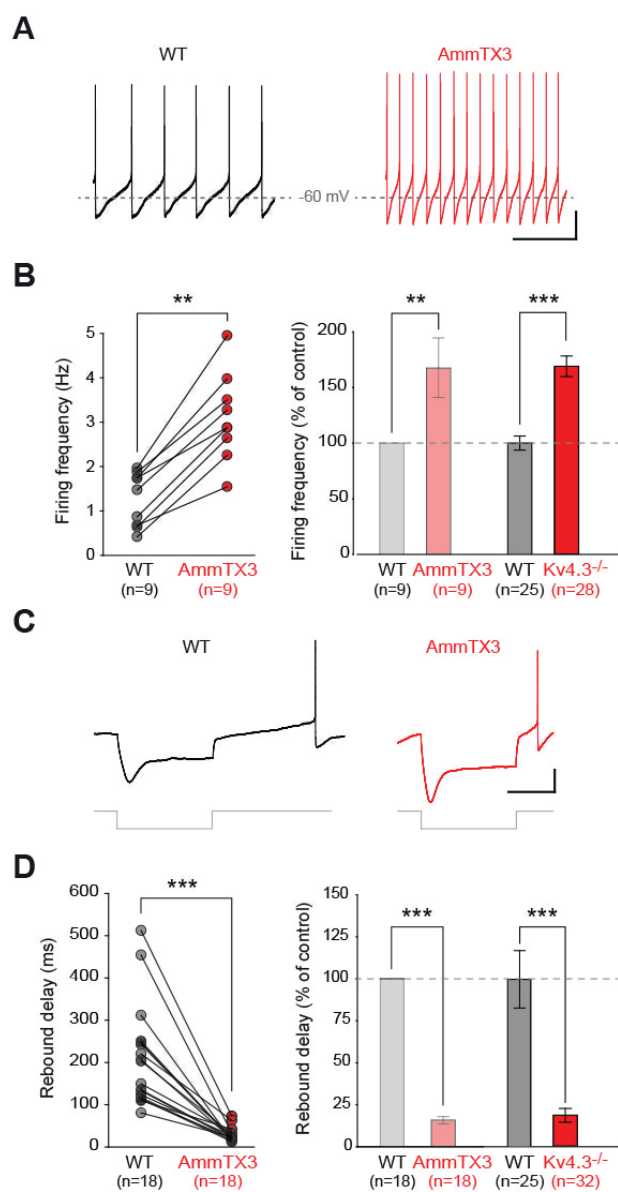 A
WT
AmmTX3
-60 mV
B
**
Firing frequency (Hz)
5
4
3
2
1
0
WT
(n=9)
AmmTX3
(n=9)
**
***
Firing frequency (% of control)
200
150
100
50
0
WT
(n=9)
AmmTX3
(n=9)
WT
(n=25)
Kv4.3-/-
(n=28)
C
WT
AmmTX3
D
***
Rebound delay (ms)
600
500
400
300
200
100
0
WT
(n=18)
AmmTX3
(n=18)
***
***
Rebound delay (% of control)
150
125
100
75
50
25
0
WT
(n=18)
AmmTX3
(n=18)
WT
(n=25)
Kv4.3-/-
(n=32)